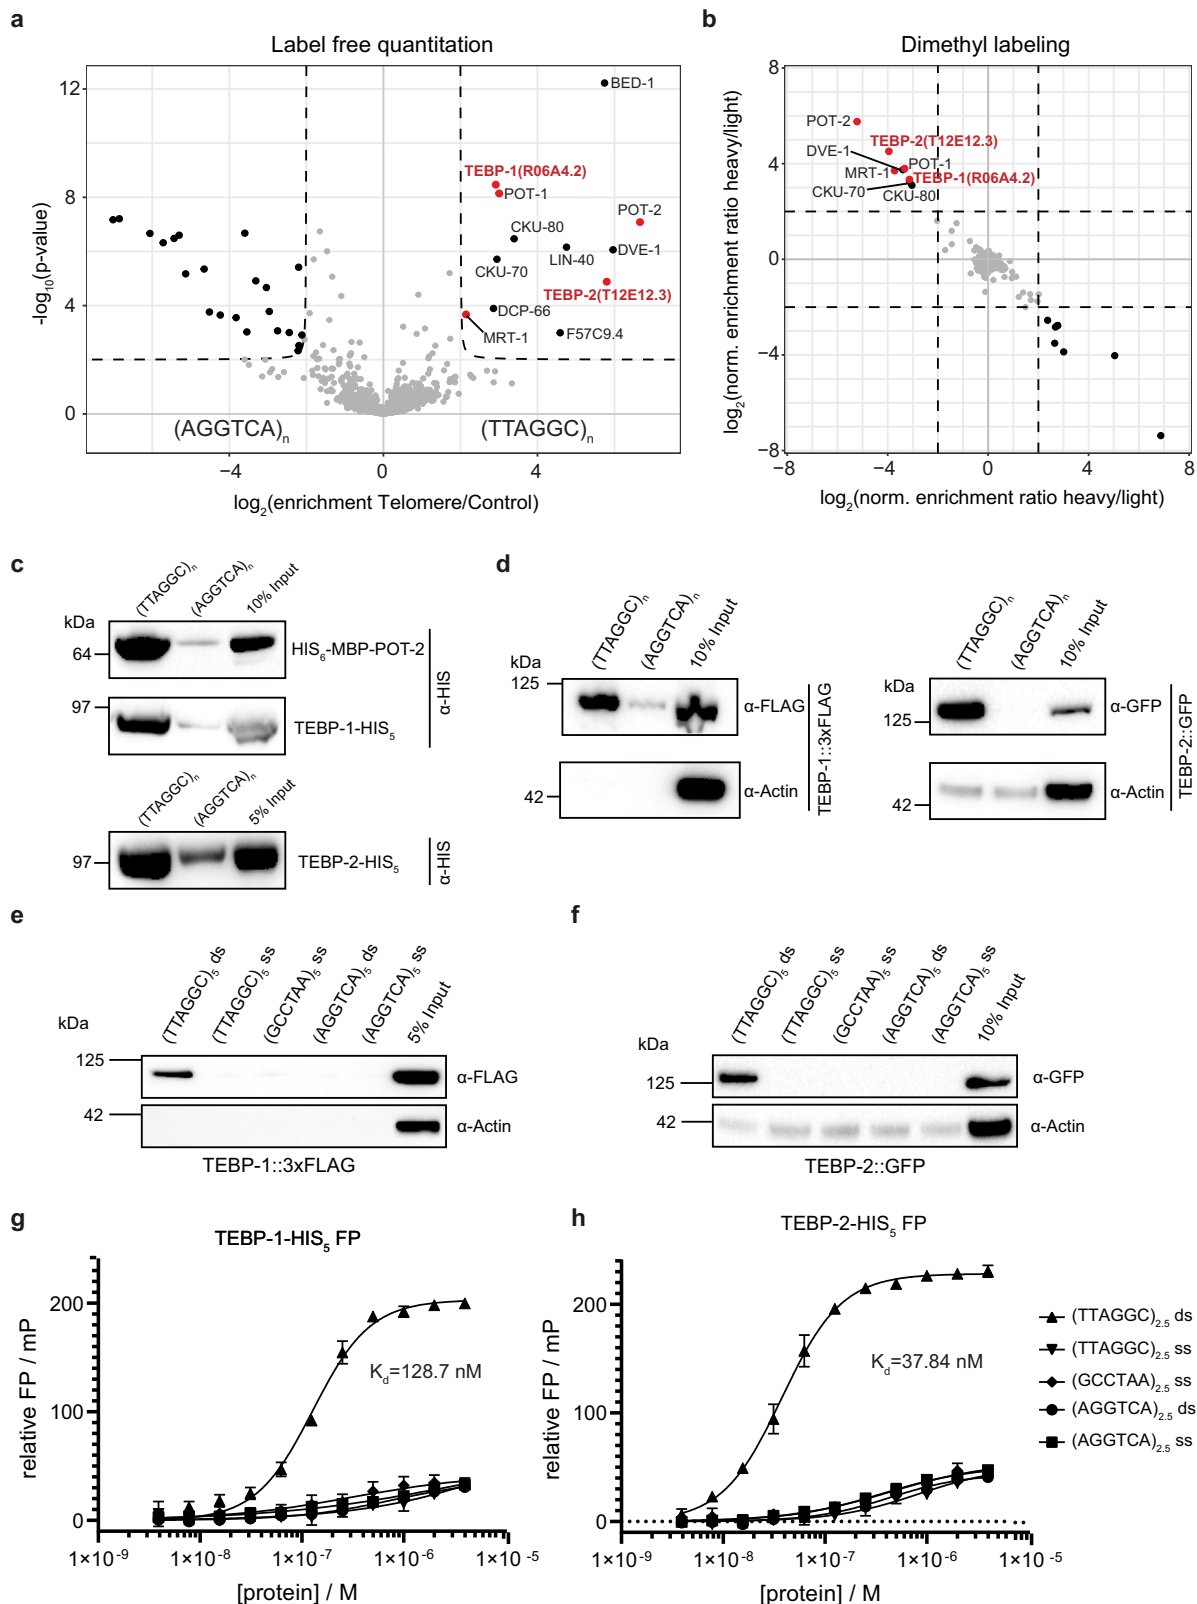 a
Label free quantitation
12
8
4
0
-log10(p-value)
BED-1
TEBP-1(R06A4.2)
POT-1
POT-2
CKU-80
LIN-40
DVE-1
CKU-70
TEBP-2(T12E12.3)
DCP-66
MRT-1
F57C9.4
(AGGTCA)n
(TTAGGC)n
−4
0
4
log2(enrichment Telomere/Control)
b
Dimethyl labeling
8
4
0
−4
−8
log2(norm. enrichment ratio heavy/light)
POT-2
TEBP-2(T12E12.3)
DVE-1
POT-1
MRT-1
TEBP-1(R06A4.2)
CKU-70
CKU-80
−8
−4
0
4
8
log2(norm. enrichment ratio heavy/light)
c
(TTAGGC)n
(AGGTCA)n
10% Input
kDa
64
HIS6-MBP-POT-2
97
TEBP-1-HIS5
α-HIS
(TTAGGC)n
(AGGTCA)n
5% Input
97
TEBP-2-HIS5
α-HIS
d
(TTAGGC)n
(AGGTCA)n
10% Input
kDa
125
α-FLAG
42
α-Actin
TEBP-1::3xFLAG
(TTAGGC)n
(AGGTCA)n
10% Input
kDa
125
α-GFP
42
α-Actin
TEBP-2::GFP
e
(TTAGGC)5 ds
(TTAGGC)5 ss
(GCCTAA)5 ss
(AGGTCA)5 ds
(AGGTCA)5 ss
5% Input
kDa
125
α-FLAG
42
α-Actin
TEBP-1::3xFLAG
f
(TTAGGC)5 ds
(TTAGGC)5 ss
(GCCTAA)5 ss
(AGGTCA)5 ds
(AGGTCA)5 ss
10% Input
kDa
125
α-GFP
42
α-Actin
TEBP-2::GFP
g
TEBP-1-HIS5 FP
200
100
0
relative FP / mP
Kd=128.7 nM
1×10-9
1×10-8
1×10-7
1×10-6
1×10-5
[protein] / M
h
TEBP-2-HIS5 FP
200
100
0
relative FP / mP
Kd=37.84 nM
1×10-9
1×10-8
1×10-7
1×10-6
1×10-5
[protein] / M
(TTAGGC)2.5 ds
(TTAGGC)2.5 ss
(GCCTAA)2.5 ss
(AGGTCA)2.5 ds
(AGGTCA)2.5 ss